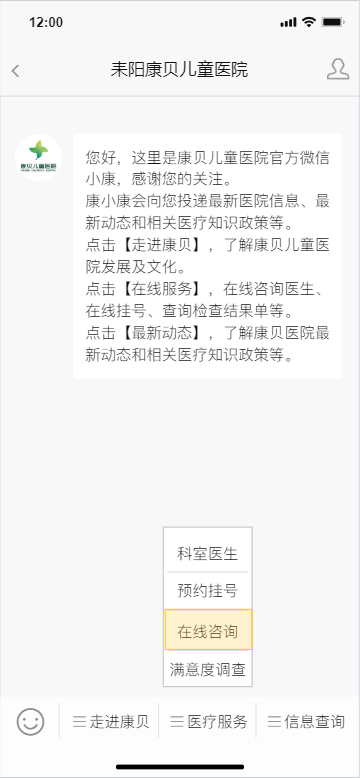 12:00
耒阳康贝儿童医院
康贝儿童医院
您好，这里是康贝儿童医院官方微信
小康，感谢您的关注。
康小康会向您投递最新医院信息、最
新动态和相关医疗知识政策等。
点击【走进康贝】，了解康贝儿童医
院发展及文化。
点击【在线服务】，在线咨询医生、
在线挂号、查询检查结果单等。
点击【最新动态】，了解康贝医院最
新动态和相关医疗知识政策等。
科室医生
预约挂号
在线咨询
满意度调查
走进康贝
医疗服务
信息查询